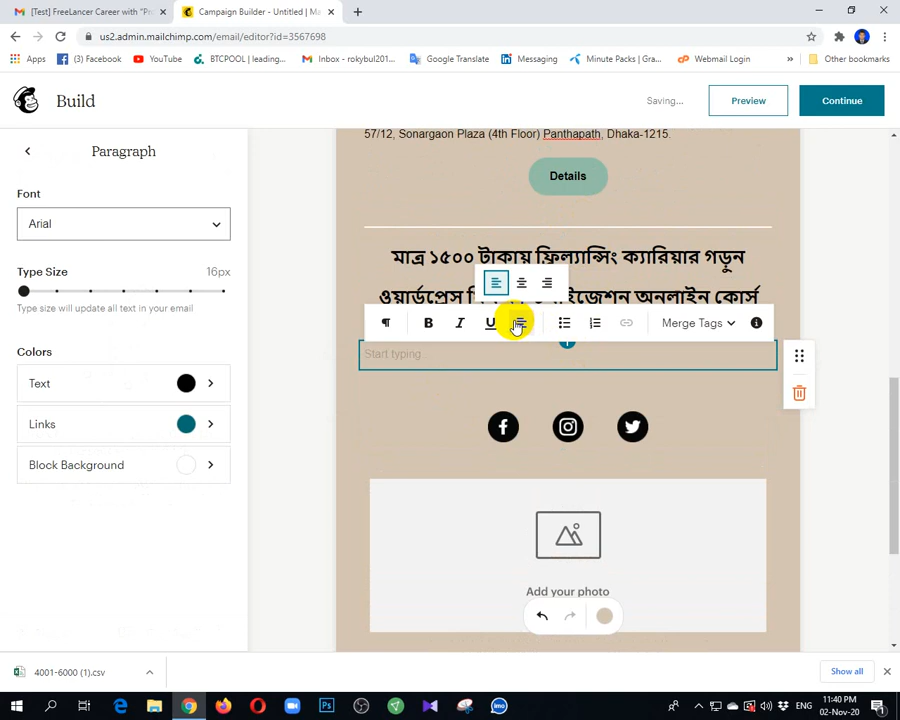 [Test] FreeLancer Career with "Pr
Campaign Builder - Untitled | Ma
us2.admin.mailchimp.com/email/editor?id=3567698
Apps
(3) Facebook
YouTube
BTCPOOL | leading...
Inbox - rokybul201...
Google Translate
Messaging
Minute Packs | Gra...
Webmail Login
Other bookmarks
Build
Saving...
Preview
Continue
Paragraph
Font
Arial
Type Size
16px
Type size will update all text in your email
Colors
Text
Links
Block Background
57/12, Sonargaon Plaza (4th Floor) Panthapath, Dhaka-1215.
Details
মাত্র ১৫০০ টাকায় ফ্রিল্যান্সিং ক্যারিয়ার গড়ুন
ওয়ার্ডপ্রেস অনলাইন কোর্স
B I U
Merge Tags
Start typing...
Add your photo
4001-6000 (1).csv
Show all
Ps
imo
ENG
11:40 PM
02-Nov-20
1